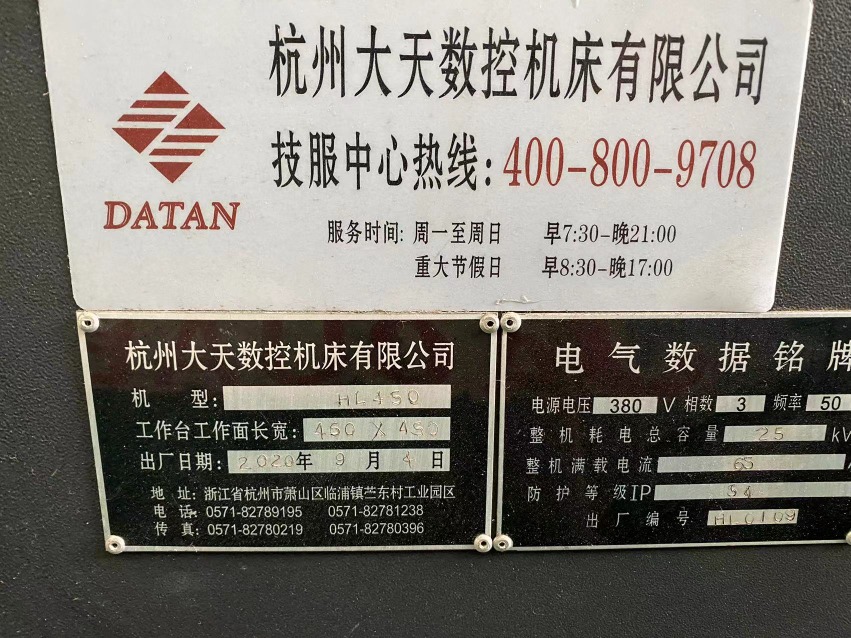 杭州大天数控机床有限公司
DATAN
技服中心热线:400-800-9708
服务时间: 周一至周日 早7:30-晚21:00
重大节假日 早8:30-晚17:00
杭州大天数控机床有限公司
机 型: HL450
工作台工作面长宽: 450 X 450
出厂日期: 2020年 9 月 4 日
地 址: 浙江省杭州市萧山区临浦镇苎东村工业园区
电 话: 0571-82789195 0571-82781238
传 真: 0571-82780219 0571-82780396
电气数据铭牌
电源电压 380 V 相数 3 频率 50
整机耗电总容量 25 kV
整机满载电流 65
防护等级IP 54
出厂编号 HL0109